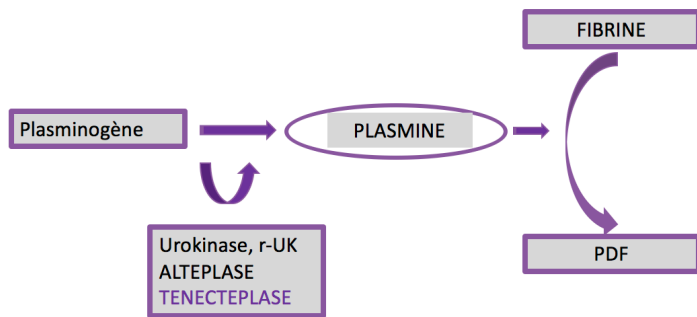 FIBRINE
Plasminogène
PLASMINE
Urokinase, r-UK
ALTEPLASE
TENECTEPLASE
PDF